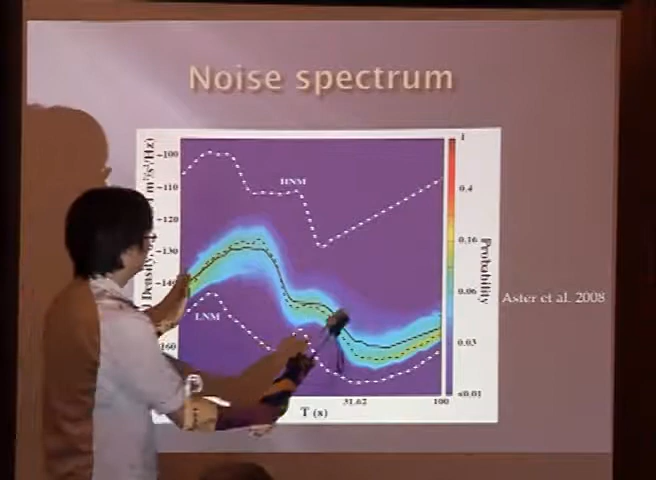 Noise spectrum
1
-100
HNM
-110
0.4
-120
-130
0.16
Probability
0.06
Aster et al. 2008
LNM
0.03
<0.01
31.62
100
T (s)